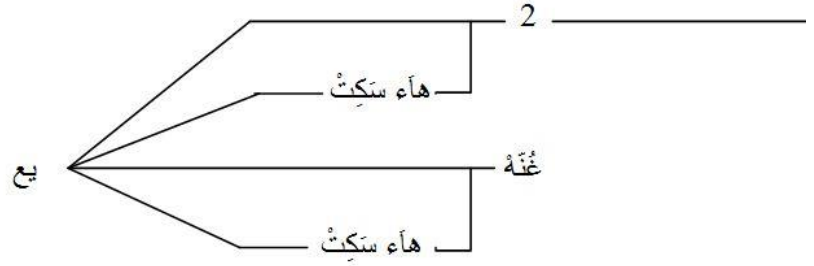 2
هاَء سَكِتْ
يع
غُنّهْ
هاَء سَكِتْ